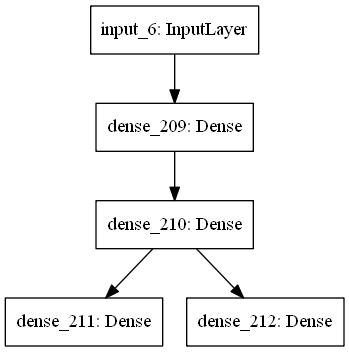 input_6: InputLayer
dense_209: Dense
dense_210: Dense
dense_211: Dense
dense_212: Dense